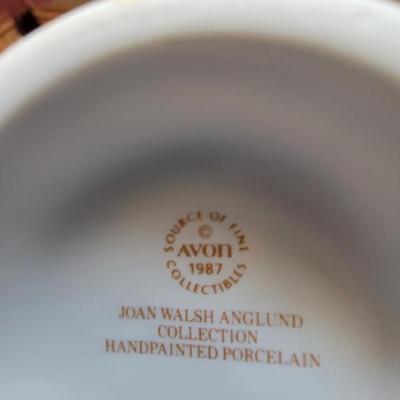 SOURCE OF FINE
©
AVON
1987
COLLECTIBLES
JOAN WALSH ANGLUND
COLLECTION
HANDPAINTED PORCELAIN